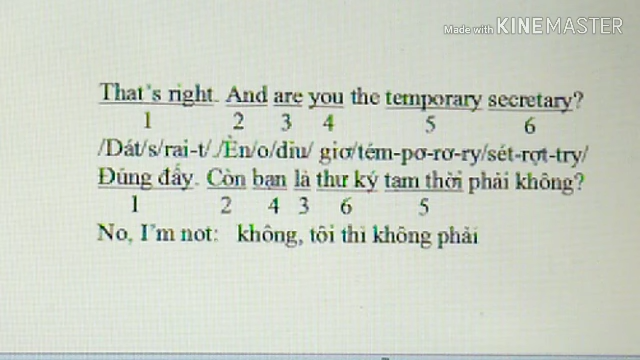 Made with KINEMASTER
That's right. And are you the temporary secretary?
1 2 3 4 5 6
/Dát/s/rai-t/./Èn/o/diu/ giơ/tém-pơ-rơ-ry/sét-rợt-try/
Đúng đấy. Còn bạn là thư ký tam thời phải không?
1 2 4 3 6 5
No, I'm not: không, tôi thì không phải